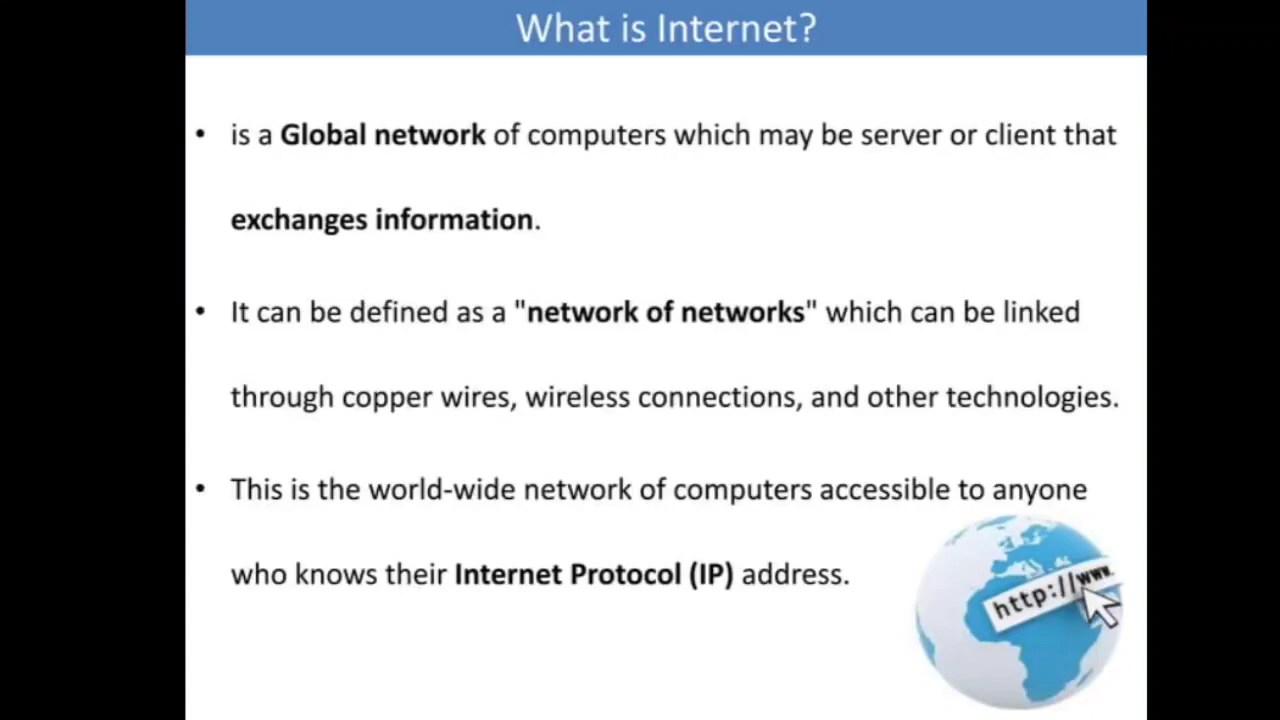 What is Internet?
• is a Global network of computers which may be server or client that
exchanges information.
• It can be defined as a "network of networks" which can be linked
through copper wires, wireless connections, and other technologies.
• This is the world-wide network of computers accessible to anyone
who knows their Internet Protocol (IP) address.
http://www.